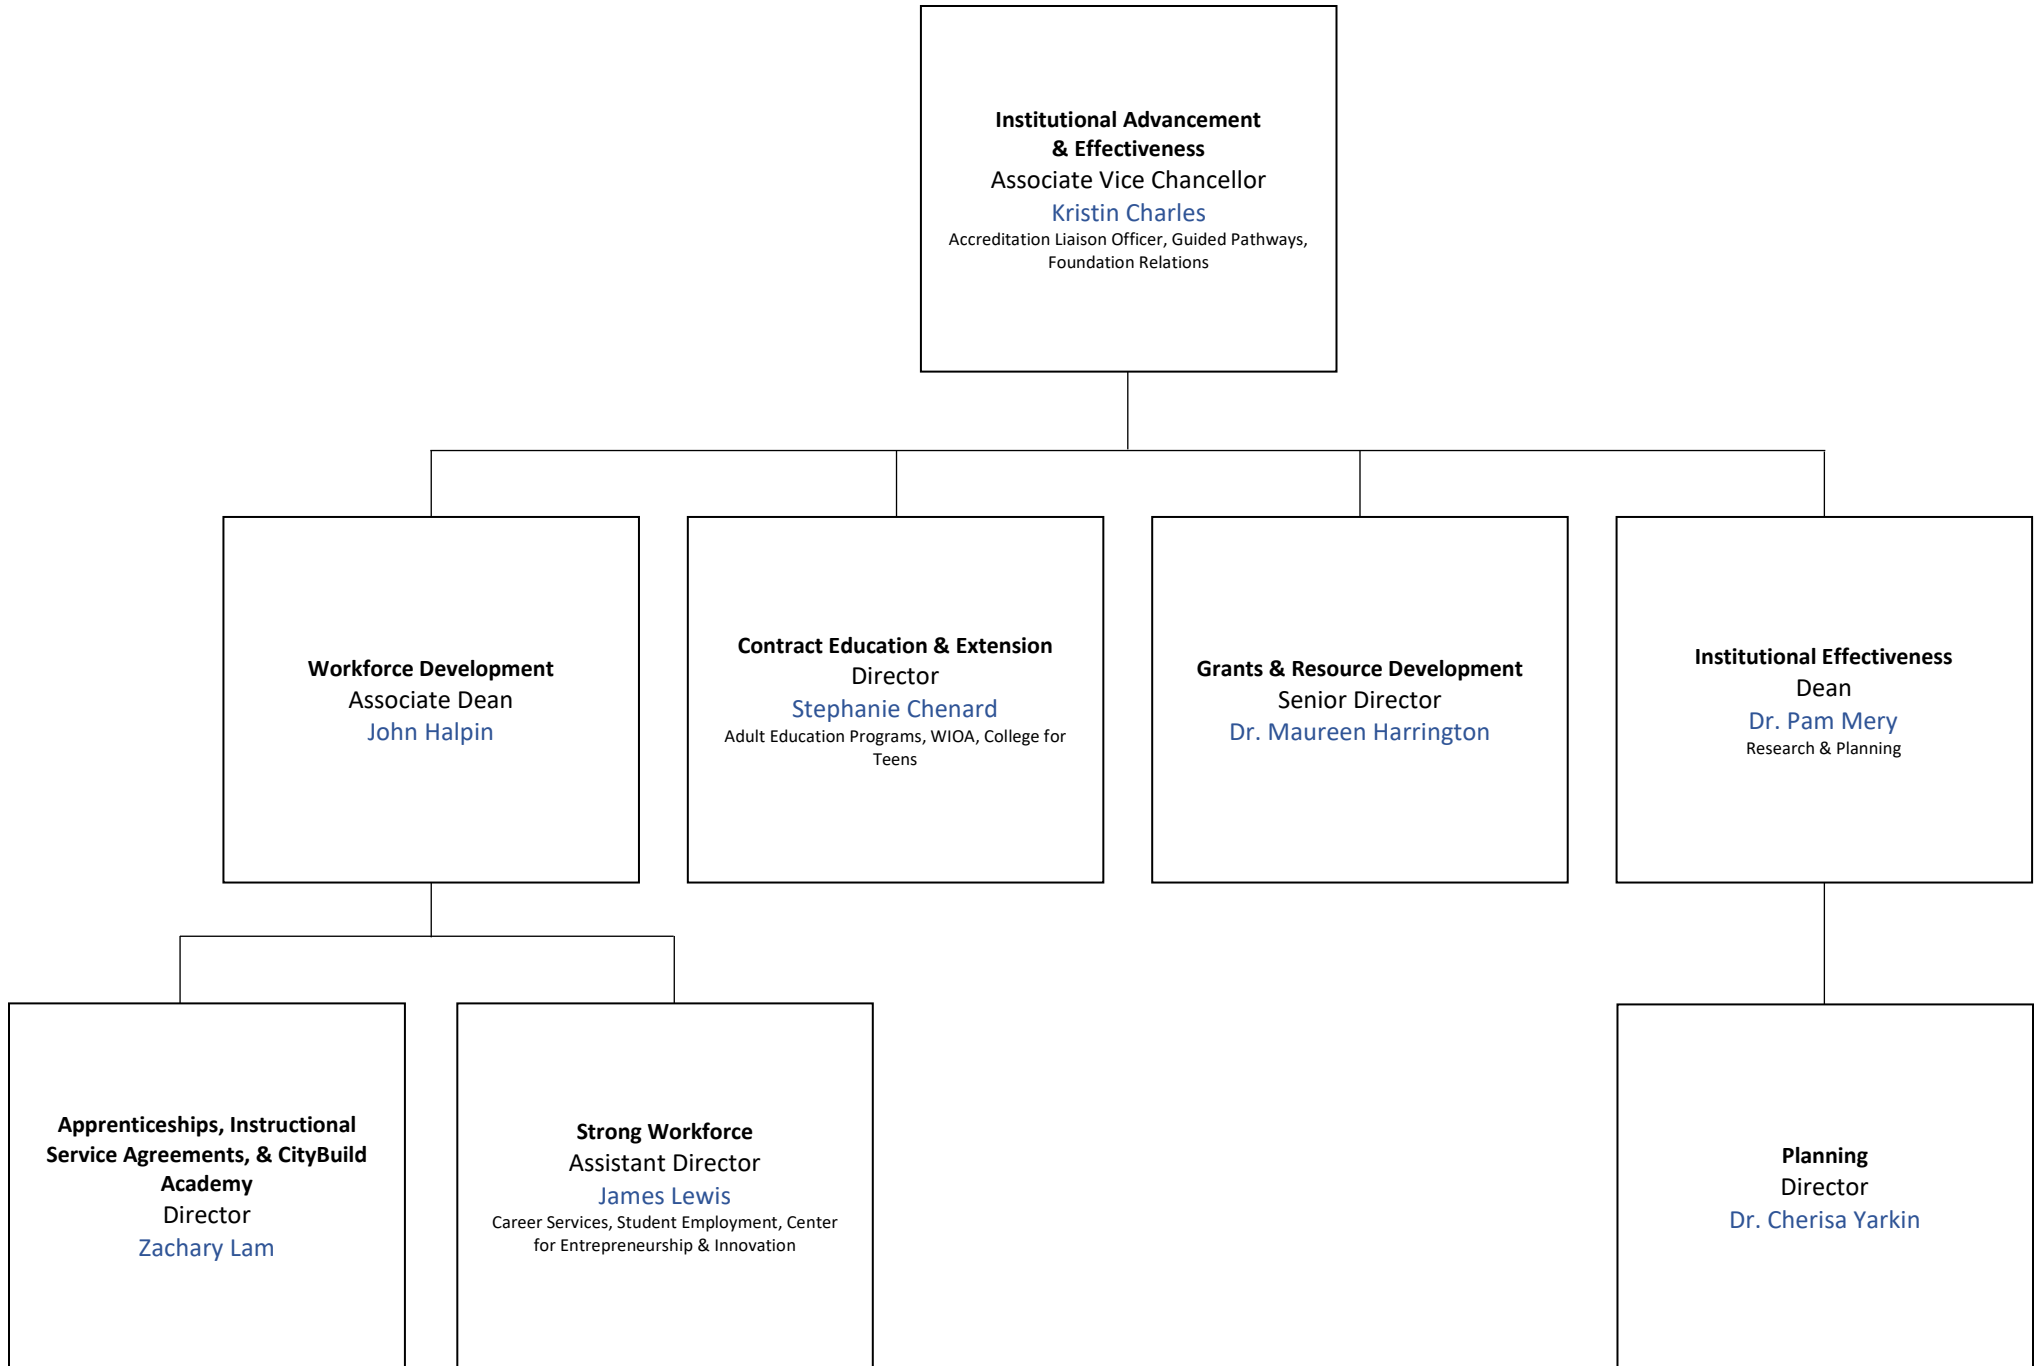 Institutional Advancement
& Effectiveness
Associate Vice Chancellor
Kristin Charles
Accreditation Liaison Officer, Guided Pathways,
Foundation Relations
Workforce Development
Associate Dean
John Halpin
Contract Education & Extension
Director
Stephanie Chenard
Adult Education Programs, WIOA, College for
Teens
Grants & Resource Development
Senior Director
Dr. Maureen Harrington
Institutional Effectiveness
Dean
Dr. Pam Mery
Research & Planning
Apprenticeships, Instructional
Service Agreements, & CityBuild
Academy
Director
Zachary Lam
Strong Workforce
Assistant Director
James Lewis
Career Services, Student Employment, Center
for Entrepreneurship & Innovation
Planning
Director
Dr. Cherisa Yarkin